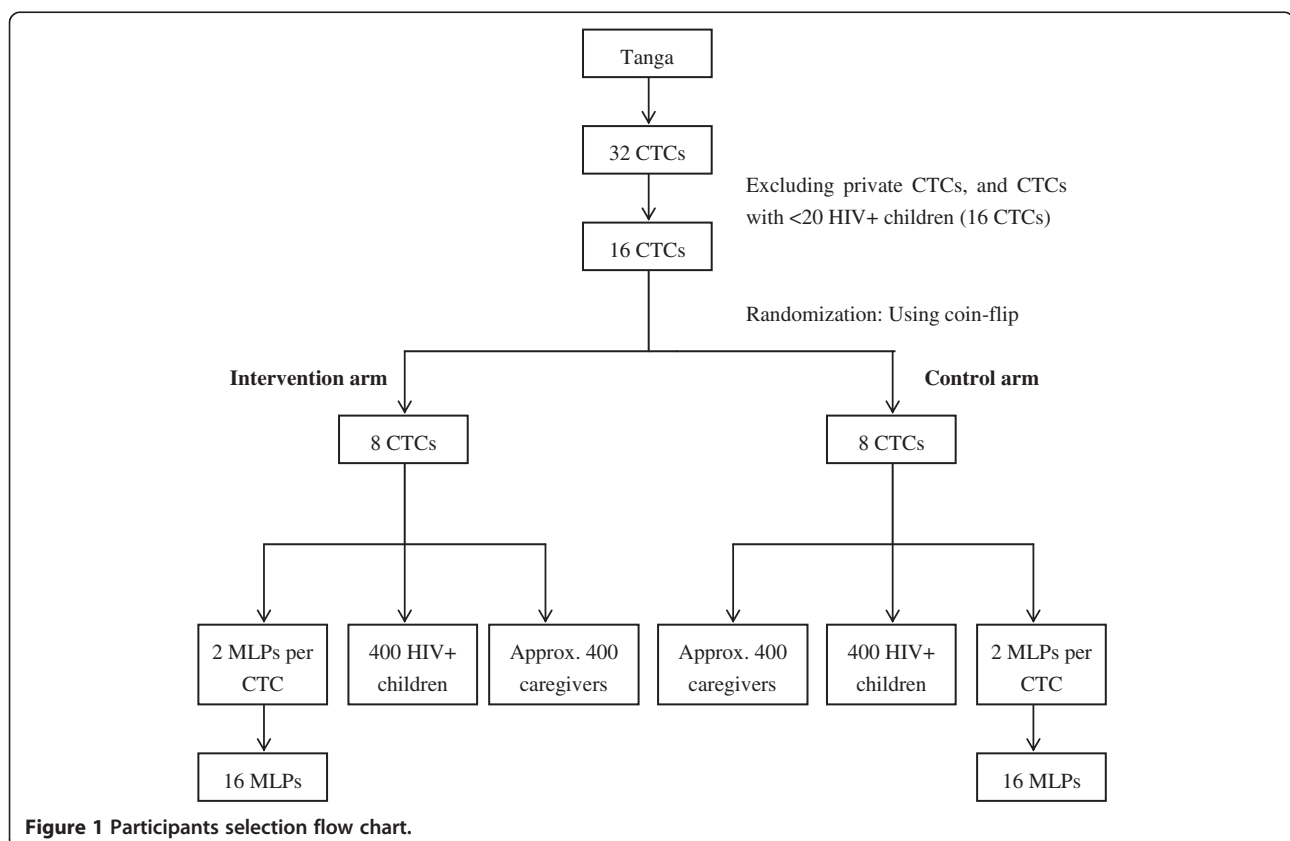 Tanga
32 CTCs
Excluding private CTCs, and CTCs
with <20 HIV+ children (16 CTCs)
16 CTCs
Randomization: Using coin-flip
Intervention arm
Control arm
8 CTCs
8 CTCs
2 MLPs per
CTC
400 HIV+
children
Approx. 400
caregivers
Approx. 400
caregivers
400 HIV+
children
2 MLPs per
CTC
16 MLPs
16 MLPs
Figure 1 Participants selection flow chart.